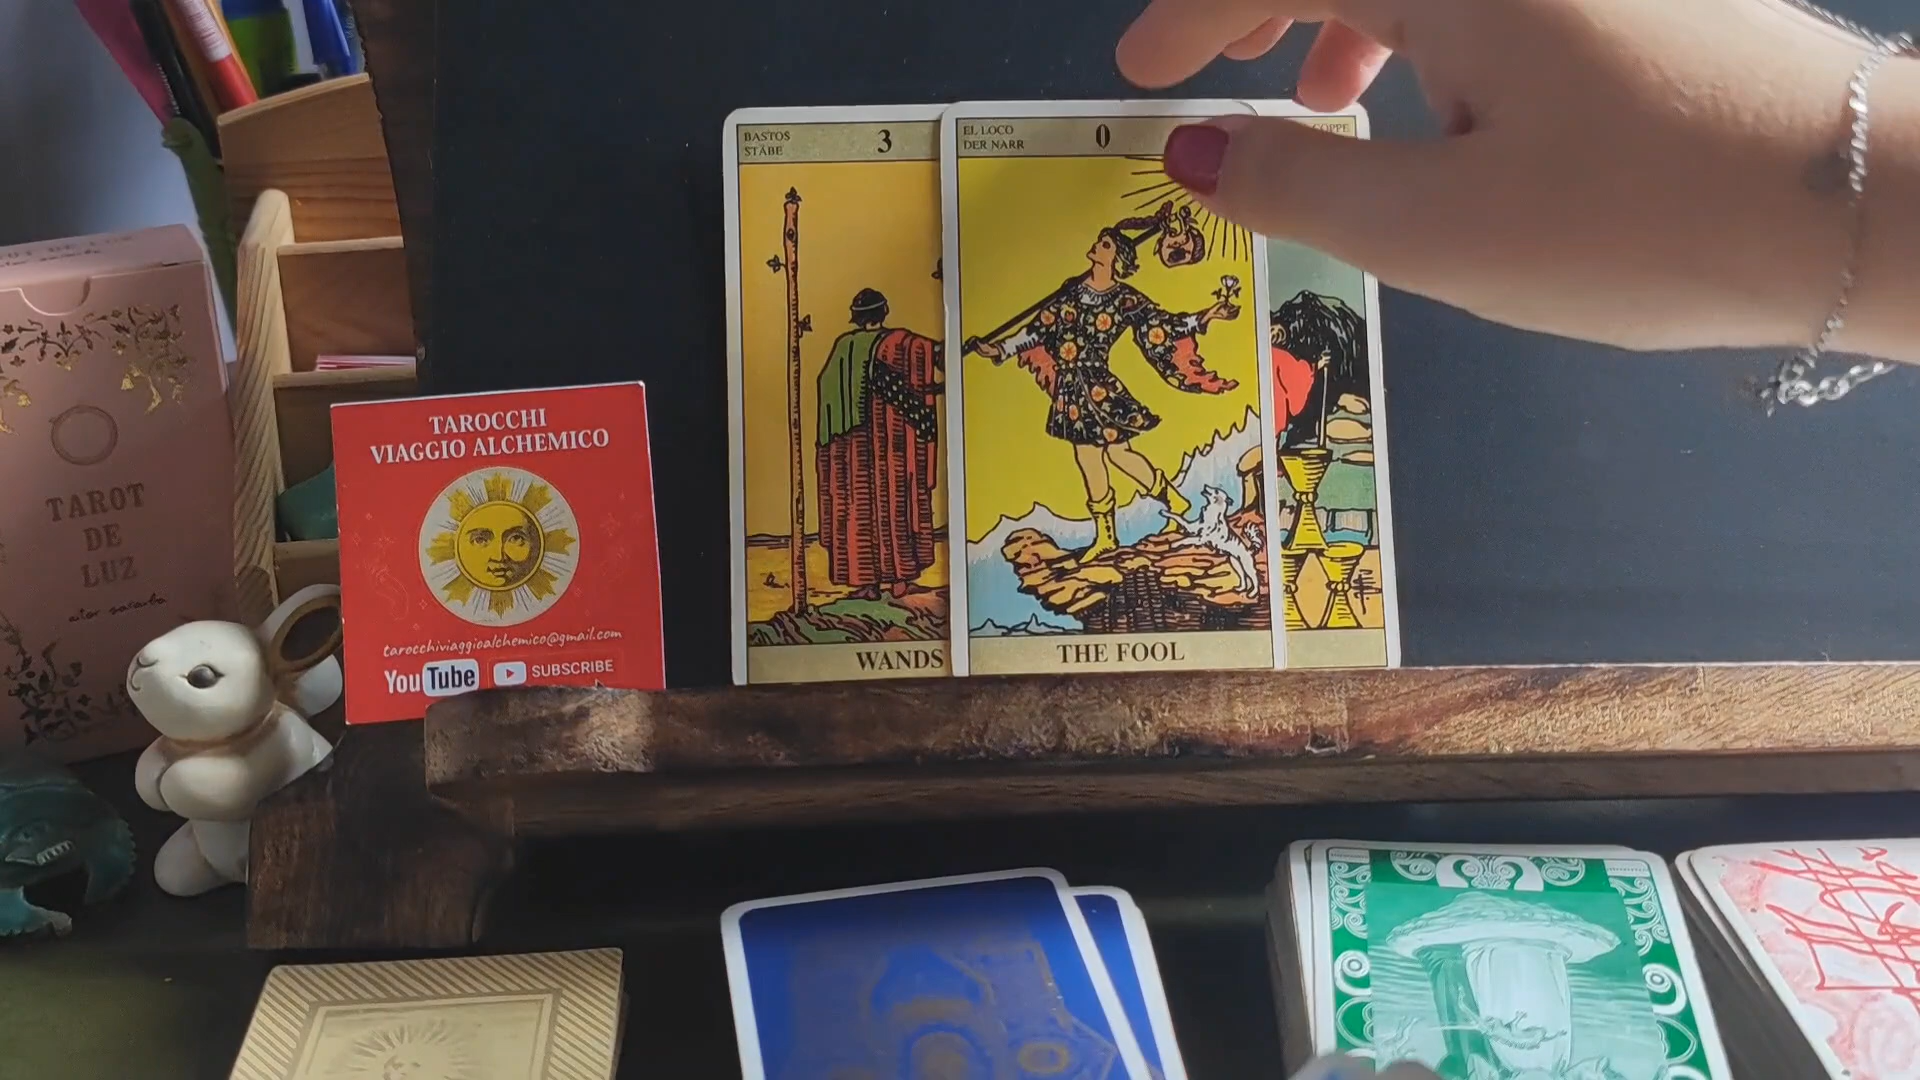 BASTOS
STÄBE
3
WANDS
EL LOCO
DER NARR
0
THE FOOL
COPPE
TAROCCHI
VIAGGIO ALCHEMICO
tarocchiviaggioalchemico@gmail.com
YouTube SUBSCRIBE
TAROT
DE
LUZ